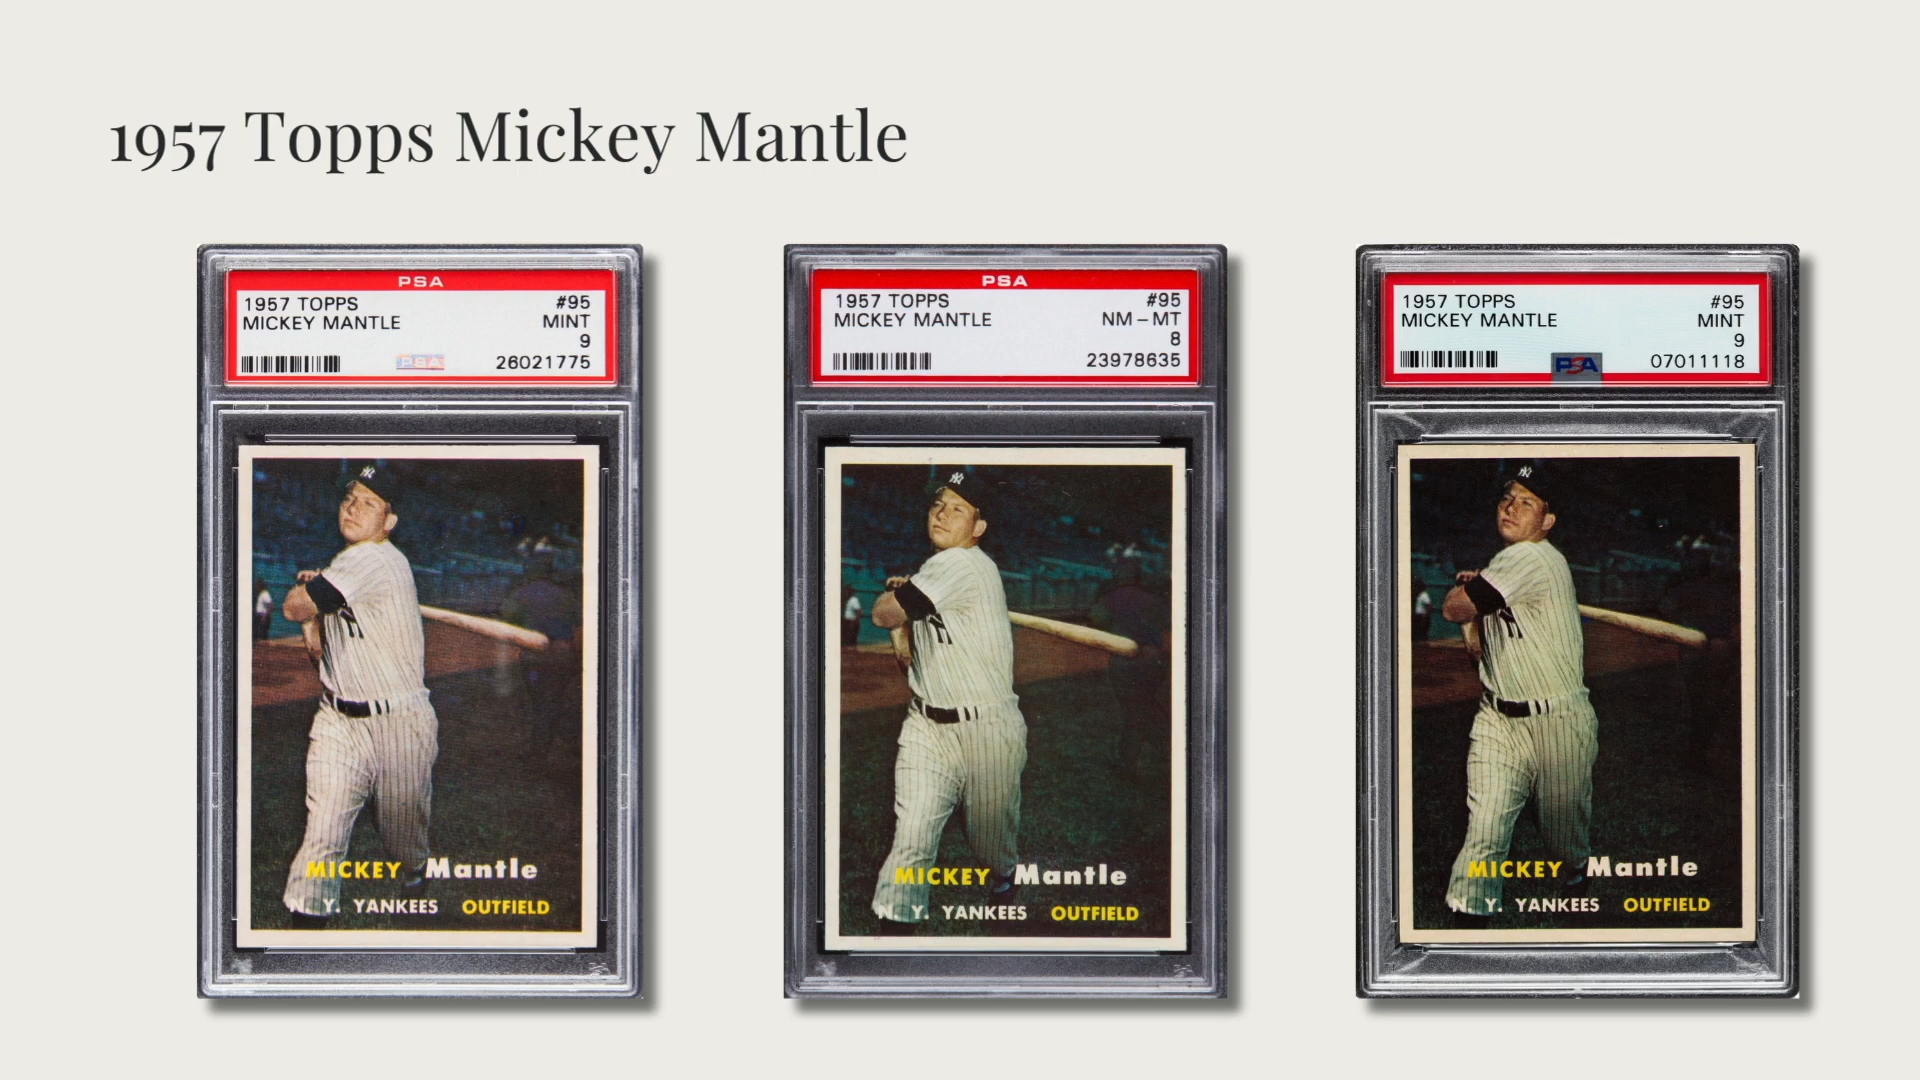 1957 Topps Mickey Mantle
PSA
1957 TOPPS #95
MICKEY MANTLE MINT
9
PSA 26021775
MICKEY Mantle
N. Y. YANKEES OUTFIELD
PSA
1957 TOPPS #95
MICKEY MANTLE NM-MT
8
23978635
MICKEY Mantle
N. Y. YANKEES OUTFIELD
1957 TOPPS #95
MICKEY MANTLE MINT
9
PSA 07011118
MICKEY Mantle
N. Y. YANKEES OUTFIELD